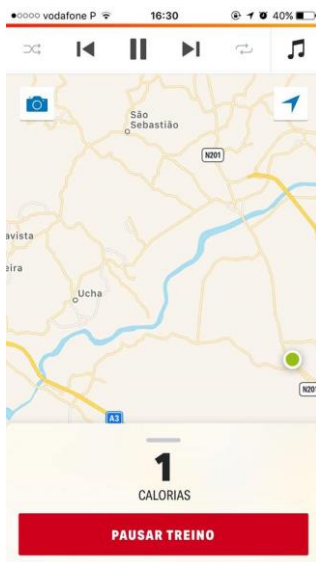 vodafone P 16:30 40%
São
Sebastião
N201
avista
eira
Ucha
N201
A3
1
CALORIAS
PAUSAR TREINO